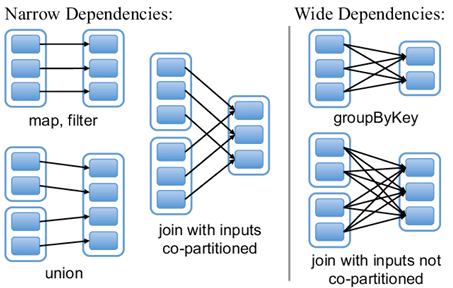 Narrow Dependencies:
Wide Dependencies:
map, filter
groupByKey
join with inputs
co-partitioned
union
join with inputs not
co-partitioned